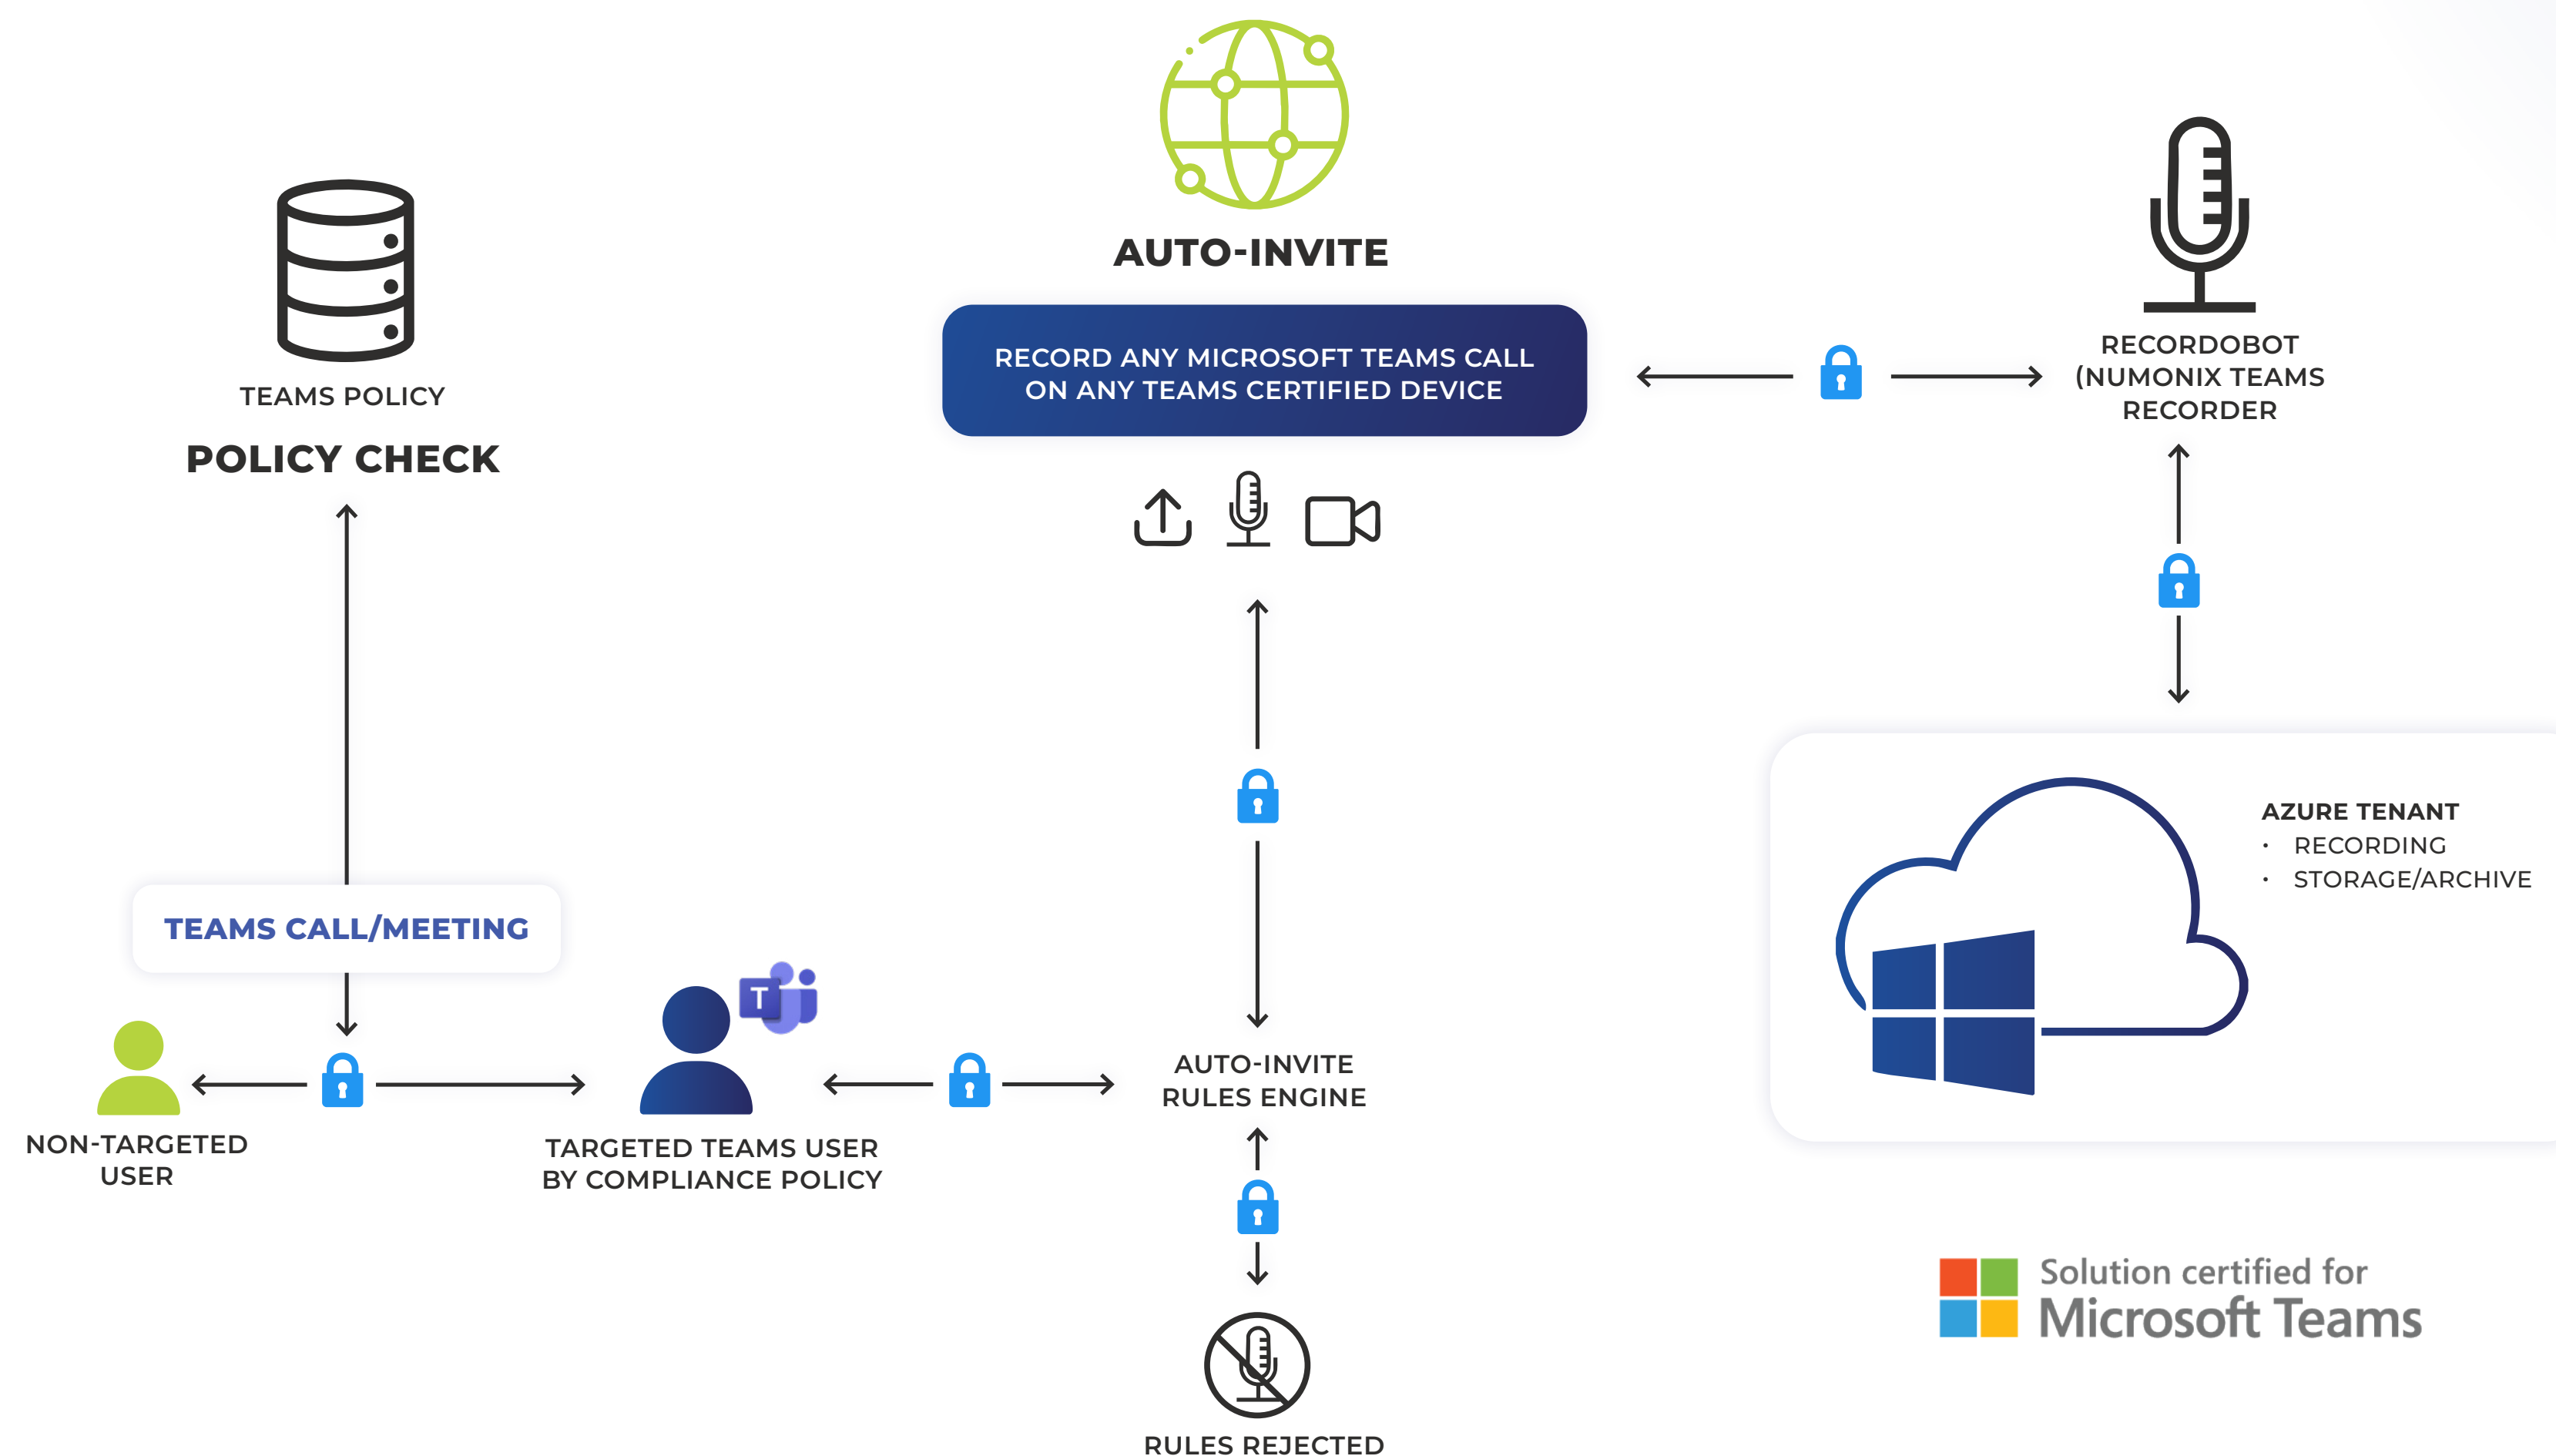 AUTO-INVITE
RECORD ANY MICROSOFT TEAMS CALL
ON ANY TEAMS CERTIFIED DEVICE
TEAMS POLICY
POLICY CHECK
RECORDOBOT
(NUMONIX TEAMS
RECORDER
TEAMS CALL/MEETING
AZURE TENANT
• RECORDING
• STORAGE/ARCHIVE
T
NON-TARGETED
USER
TARGETED TEAMS USER
BY COMPLIANCE POLICY
AUTO-INVITE
RULES ENGINE
RULES REJECTED
Solution certified for
Microsoft Teams